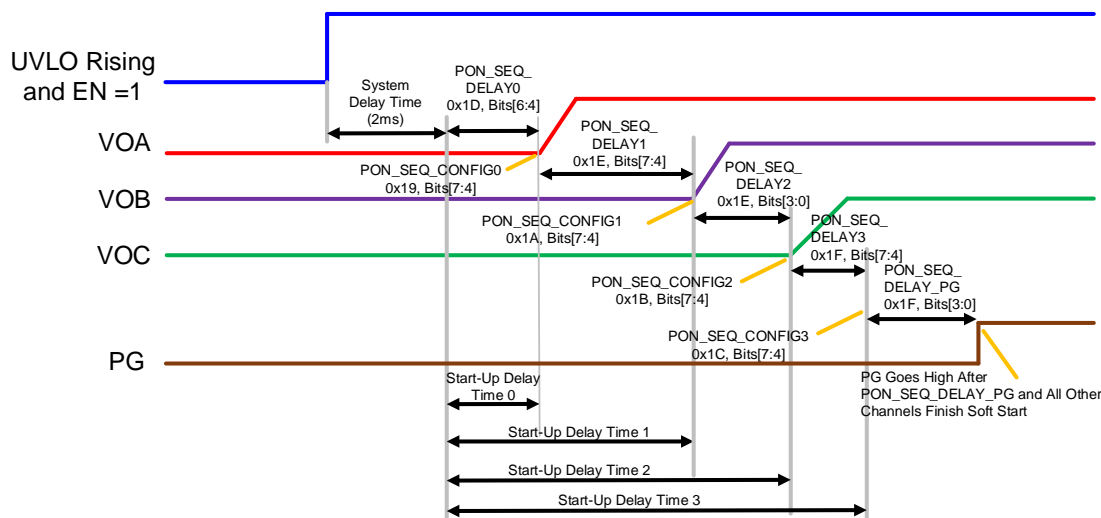 UVLO Rising
and EN =1
System
Delay Time
(2ms)
PON_SEQ_
DELAY0
0x1D, Bits[6:4]
VOA
PON_SEQ_
DELAY1
0x1E, Bits[7:4]
PON_SEQ_CONFIG0
0x19, Bits[7:4]
PON_SEQ_
DELAY2
0x1E, Bits[3:0]
VOB
PON_SEQ_CONFIG1
0x1A, Bits[7:4]
PON_SEQ_
DELAY3
0x1F, Bits[7:4]
VOC
PON_SEQ_CONFIG2
0x1B, Bits[7:4]
PON_SEQ_
DELAY_PG
0x1F, Bits[3:0]
PON_SEQ_CONFIG3
0x1C, Bits[7:4]
PG
PG Goes High After
PON_SEQ_DELAY_PG and All Other
Channels Finish Soft Start
Start-Up Delay
Time 0
Start-Up Delay Time 1
Start-Up Delay Time 2
Start-Up Delay Time 3